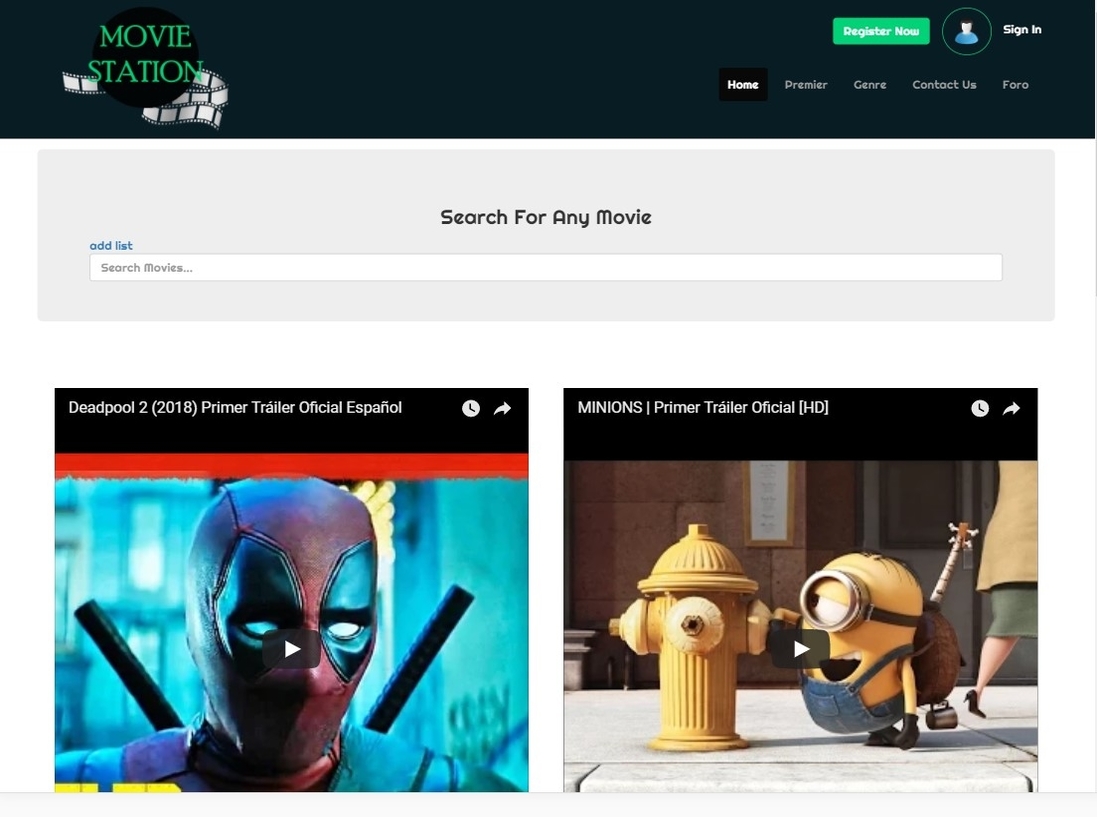 MOVIE
STATION
Register Now
Sign In
Home Premier Genre Contact Us Foro
Search For Any Movie
add list
Search Movies...
Deadpool 2 (2018) Primer Tráiler Oficial Español
MINIONS | Primer Tráiler Oficial [HD]